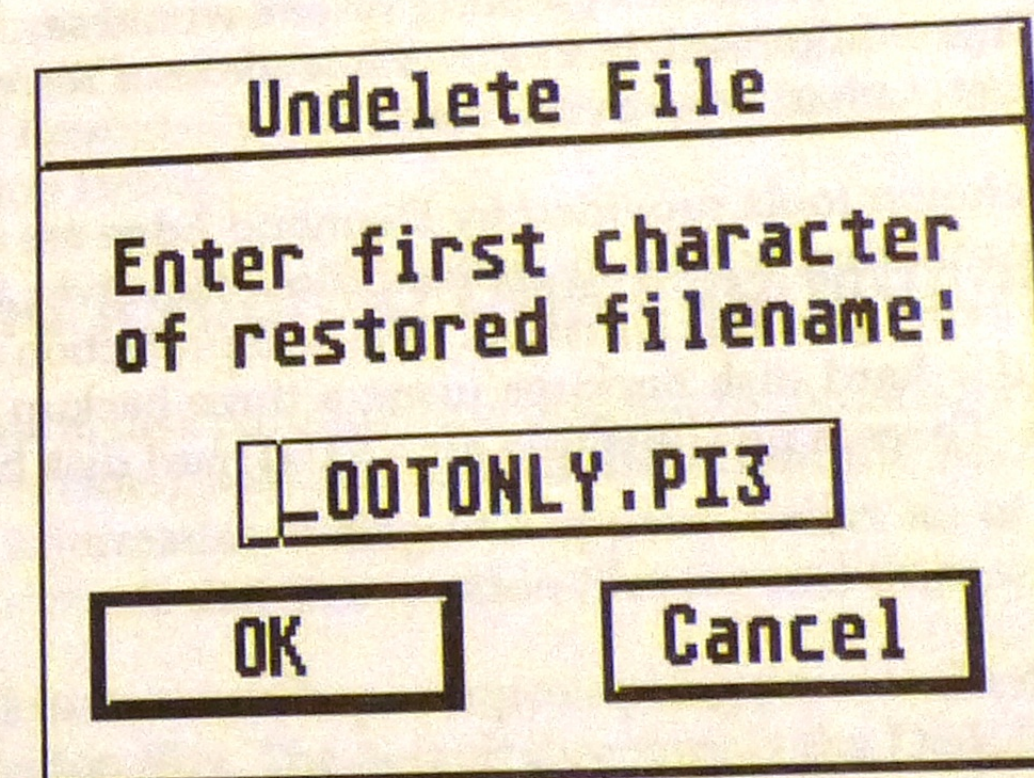 Undelete File
Enter first character
of restored filename:
_OOTONLY.PI3
OK
Cancel